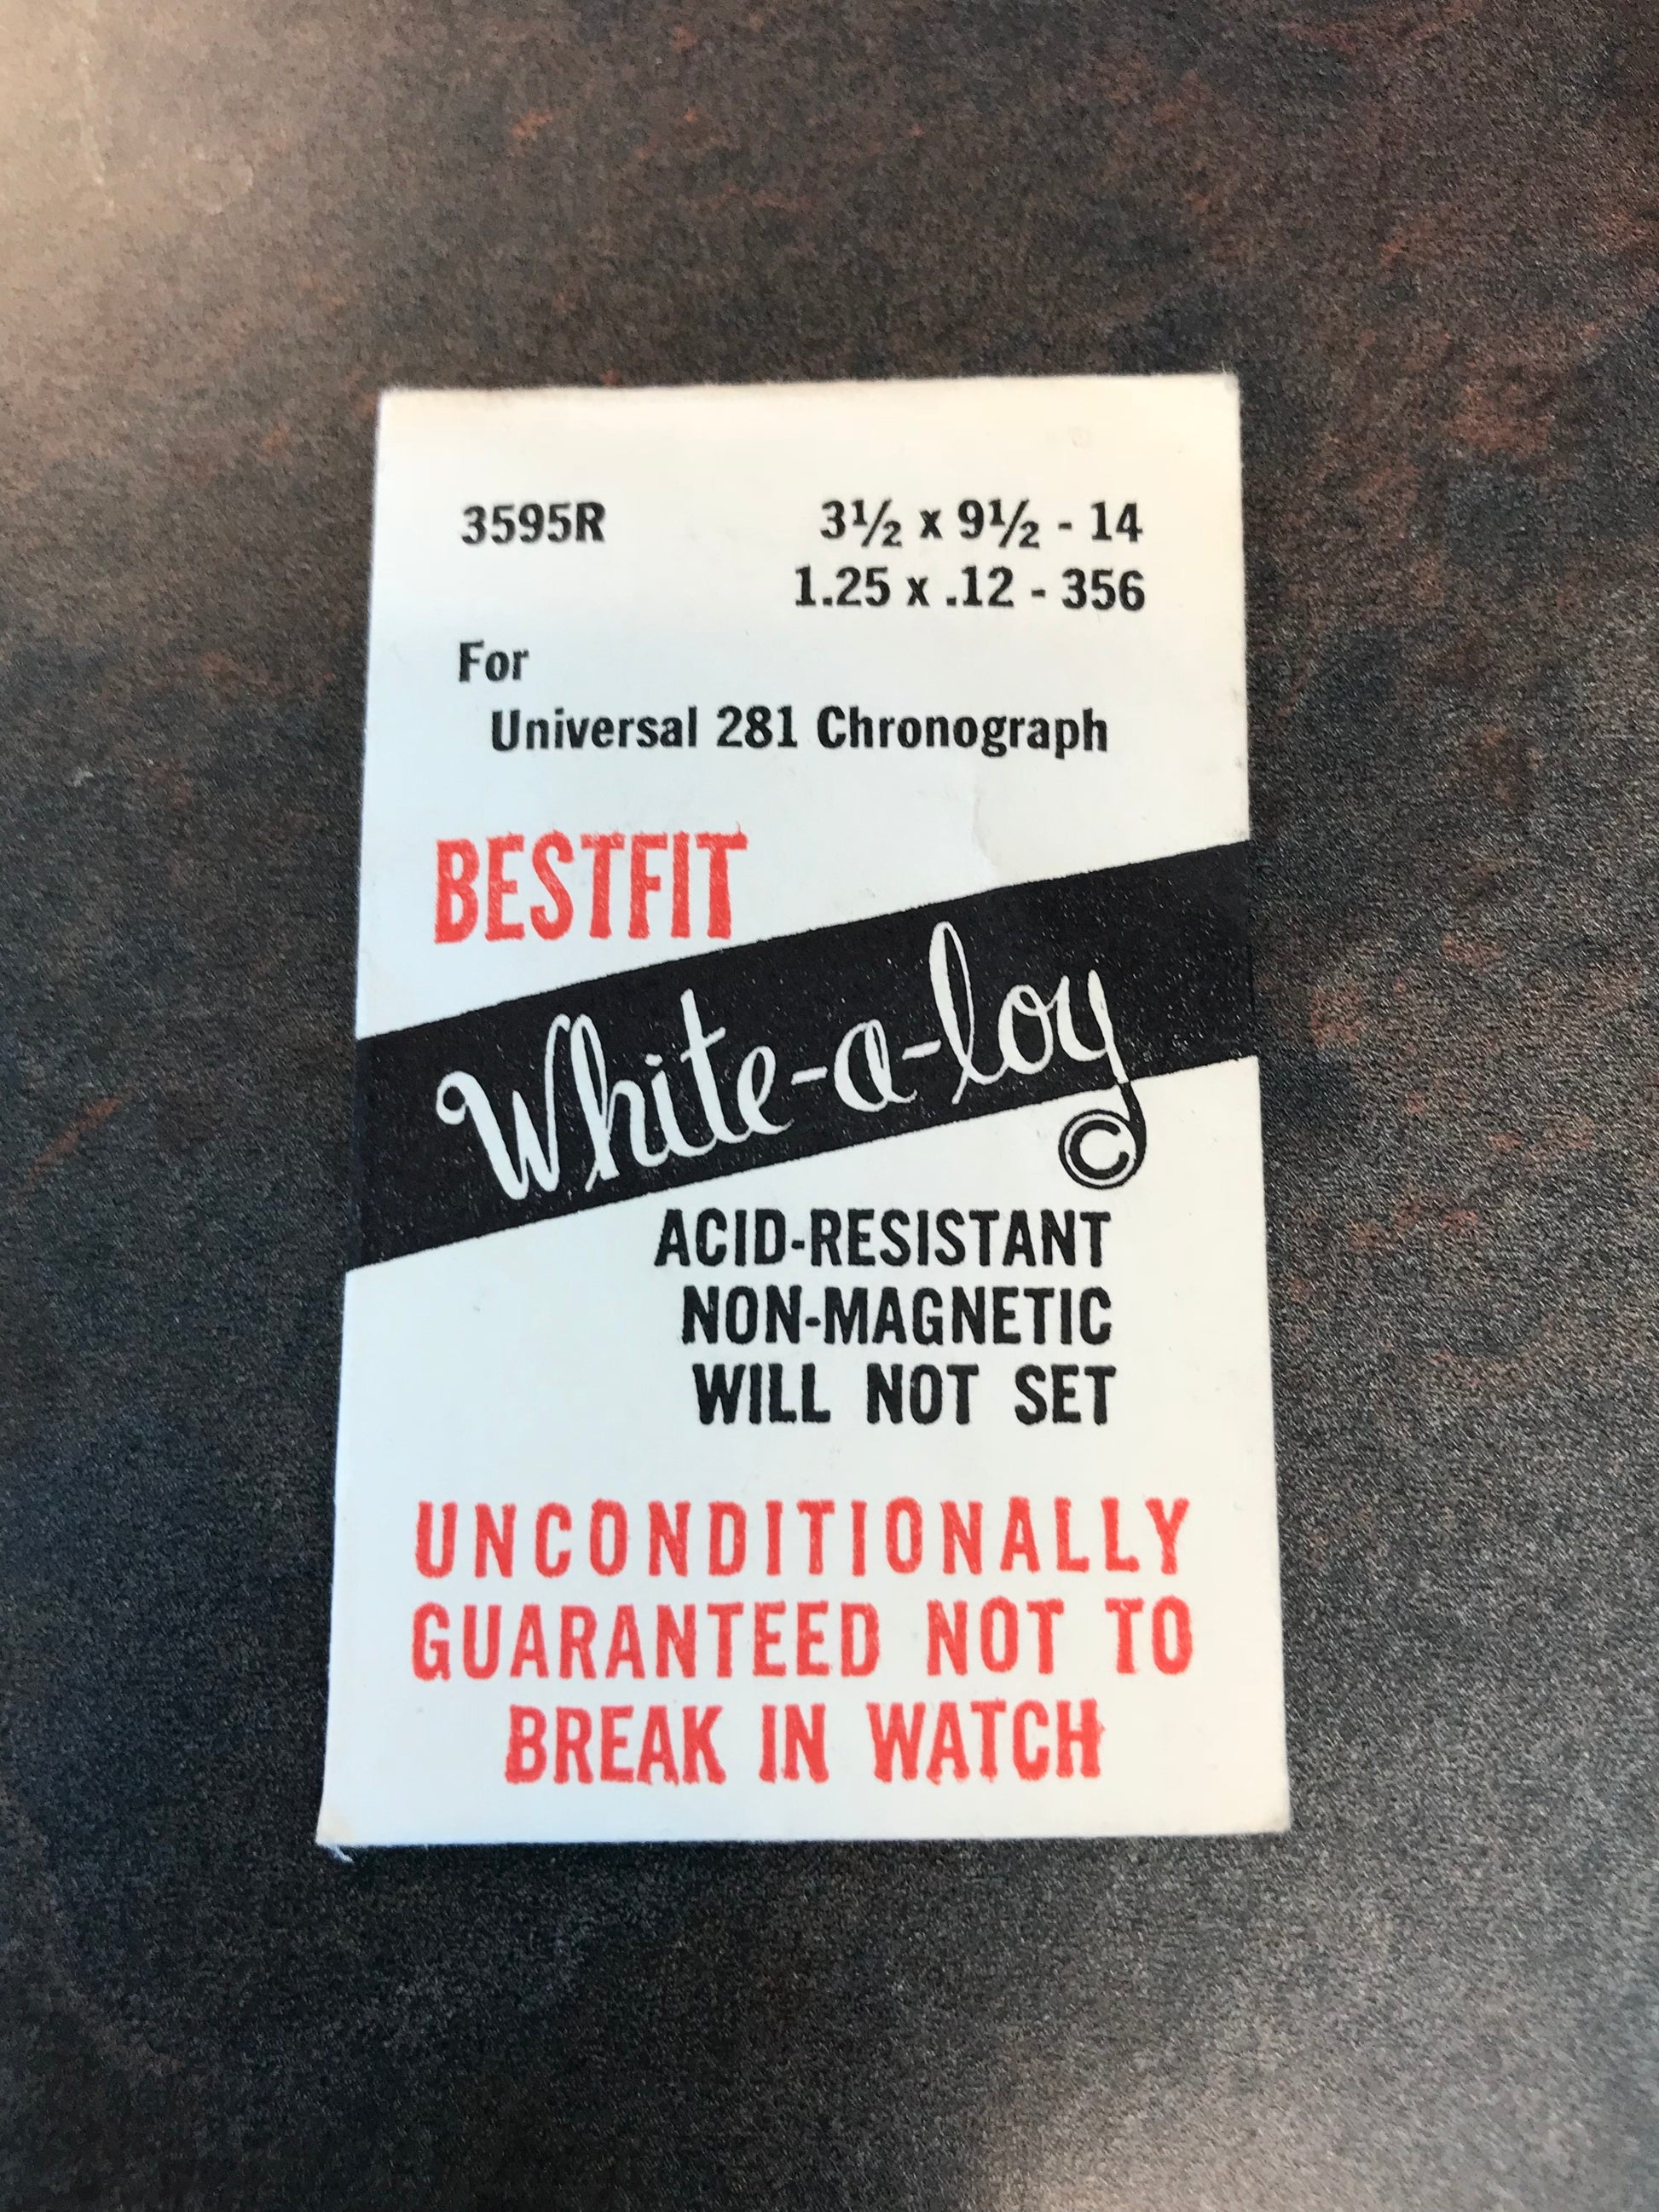 3595R 3½ x 9½ - 14
1.25 x .12 - 356
For
Universal 281 Chronograph
BESTFIT
White-a-loy
©
ACID-RESISTANT
NON-MAGNETIC
WILL NOT SET
UNCONDITIONALLY
GUARANTEED NOT TO
BREAK IN WATCH